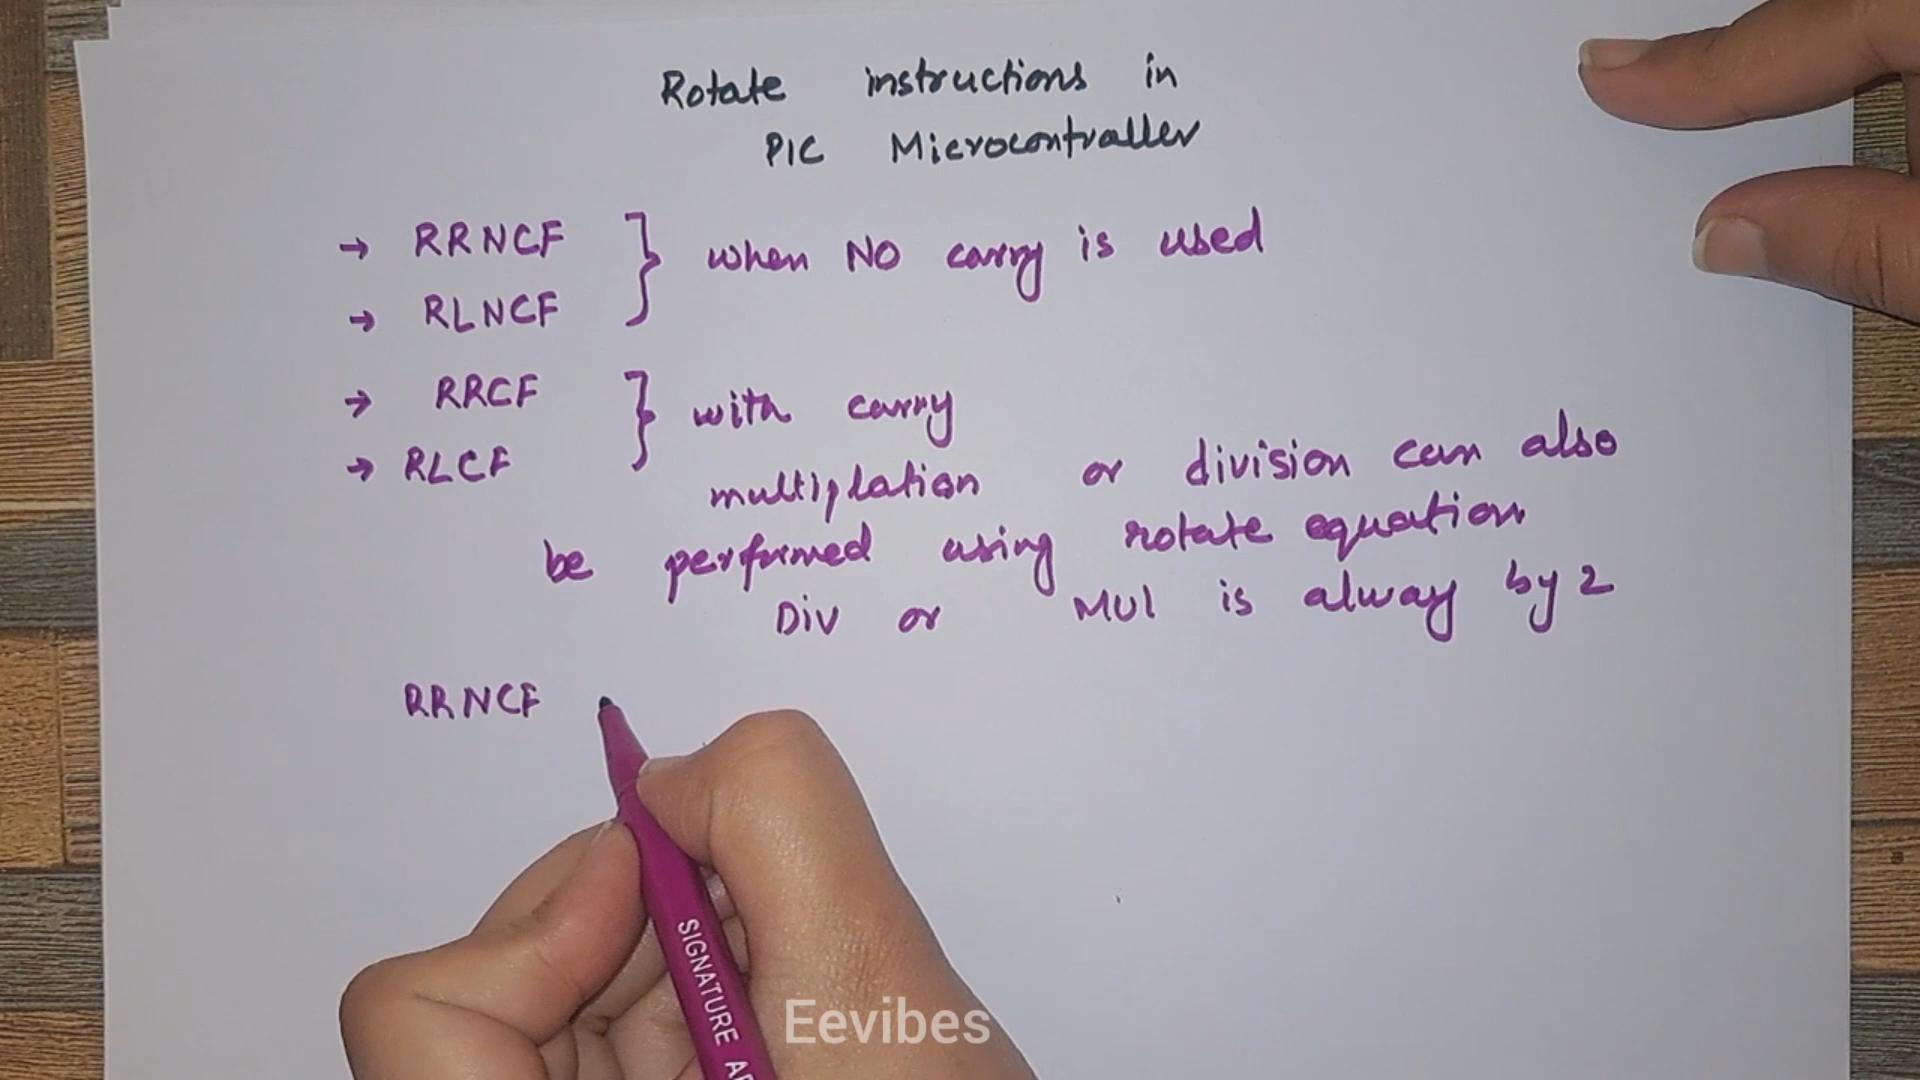 Rotate instructions in
PIC Microcontraller
→ RRNCF } when NO carry is used
→ RLNCF
→ RRCF } with carry
→ RLCF
multiplation or division can also
be performed using rotate equation
Div or MUl is alway by 2
RRNCF
SIGNATURE
Eevibes